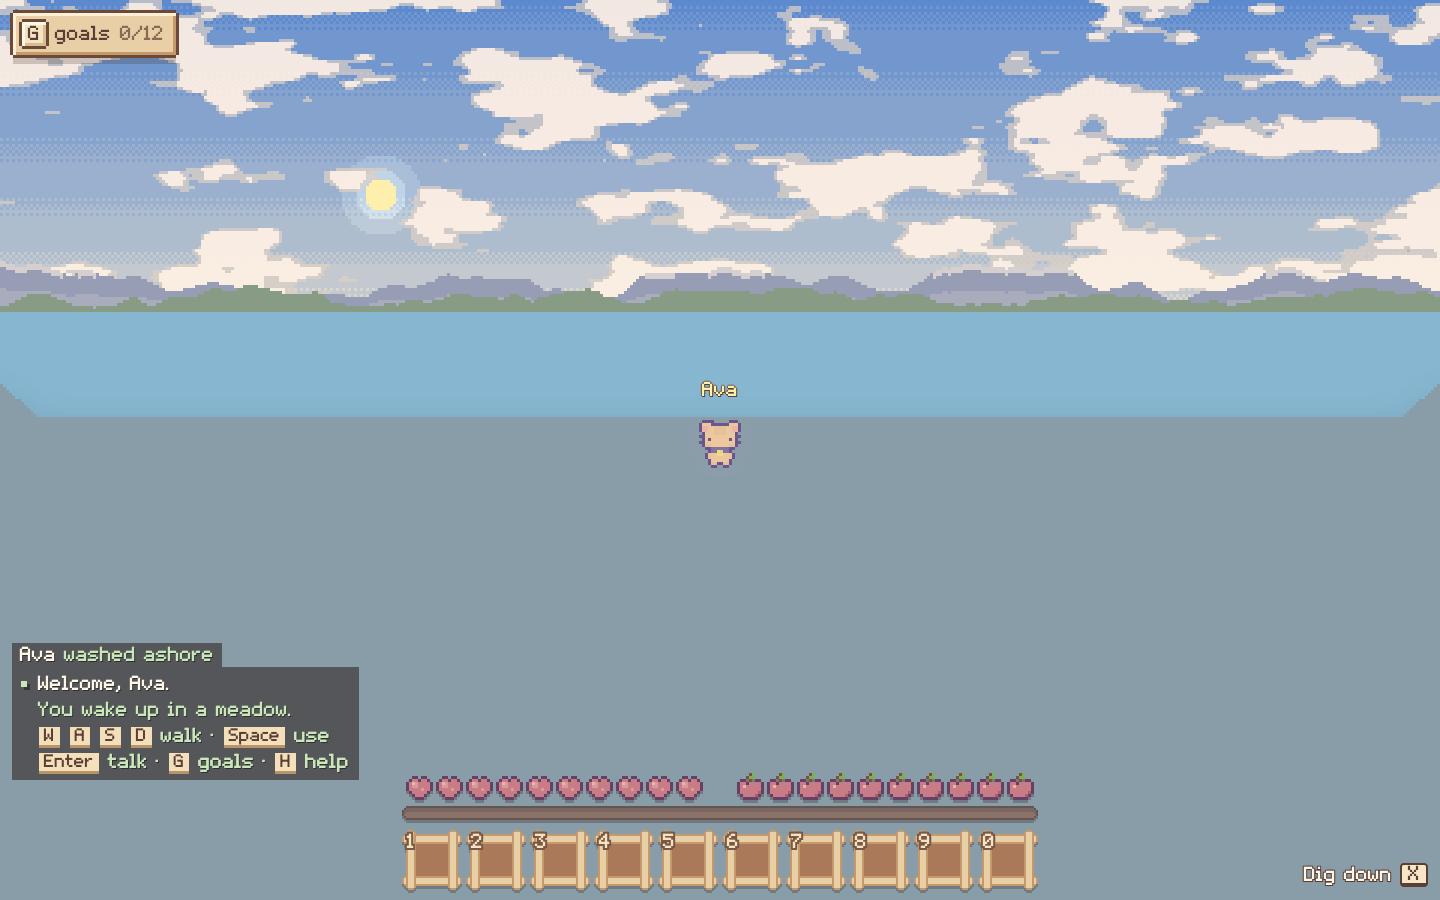 G goals 0/12
Ava
Ava washed ashore
Welcome, Ava.
You wake up in a meadow.
W A S D walk · Space use
Enter talk · G goals · H help
1 2 3 4 5 6 7 8 9 0
Dig down X